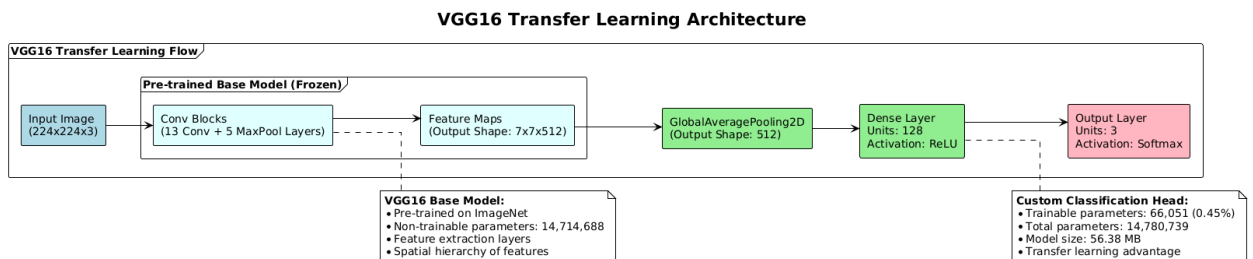 VGG16 Transfer Learning Architecture
VGG16 Transfer Learning Flow
Pre-trained Base Model (Frozen)
Input Image
(224x224x3)
Conv Blocks
(13 Conv + 5 MaxPool Layers)
Feature Maps
(Output Shape: 7x7x512)
GlobalAveragePooling2D
(Output Shape: 512)
Dense Layer
Units: 128
Activation: ReLU
Output Layer
Units: 3
Activation: Softmax
VGG16 Base Model:
• Pre-trained on ImageNet
• Non-trainable parameters: 14,714,688
• Feature extraction layers
• Spatial hierarchy of features
Custom Classification Head:
• Trainable parameters: 66,051 (0.45%)
• Total parameters: 14,780,739
• Model size: 56.38 MB
• Transfer learning advantage